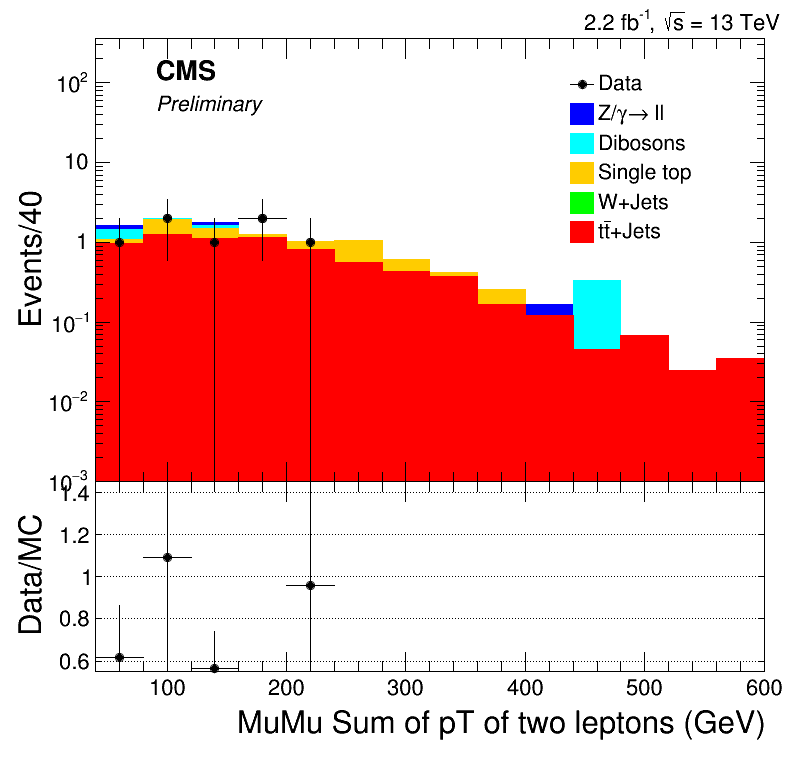 2.2 fb⁻¹, √s = 13 TeV
CMS
Preliminary
Data
Z/γ→ ll
Dibosons
Single top
W+Jets
tt̄+Jets
Events/40
10²
10
1
10⁻¹
10⁻²
10⁻³
Data/MC
1.4
1.2
1
0.8
0.6
100 200 300 400 500 600
MuMu Sum of pT of two leptons (GeV)